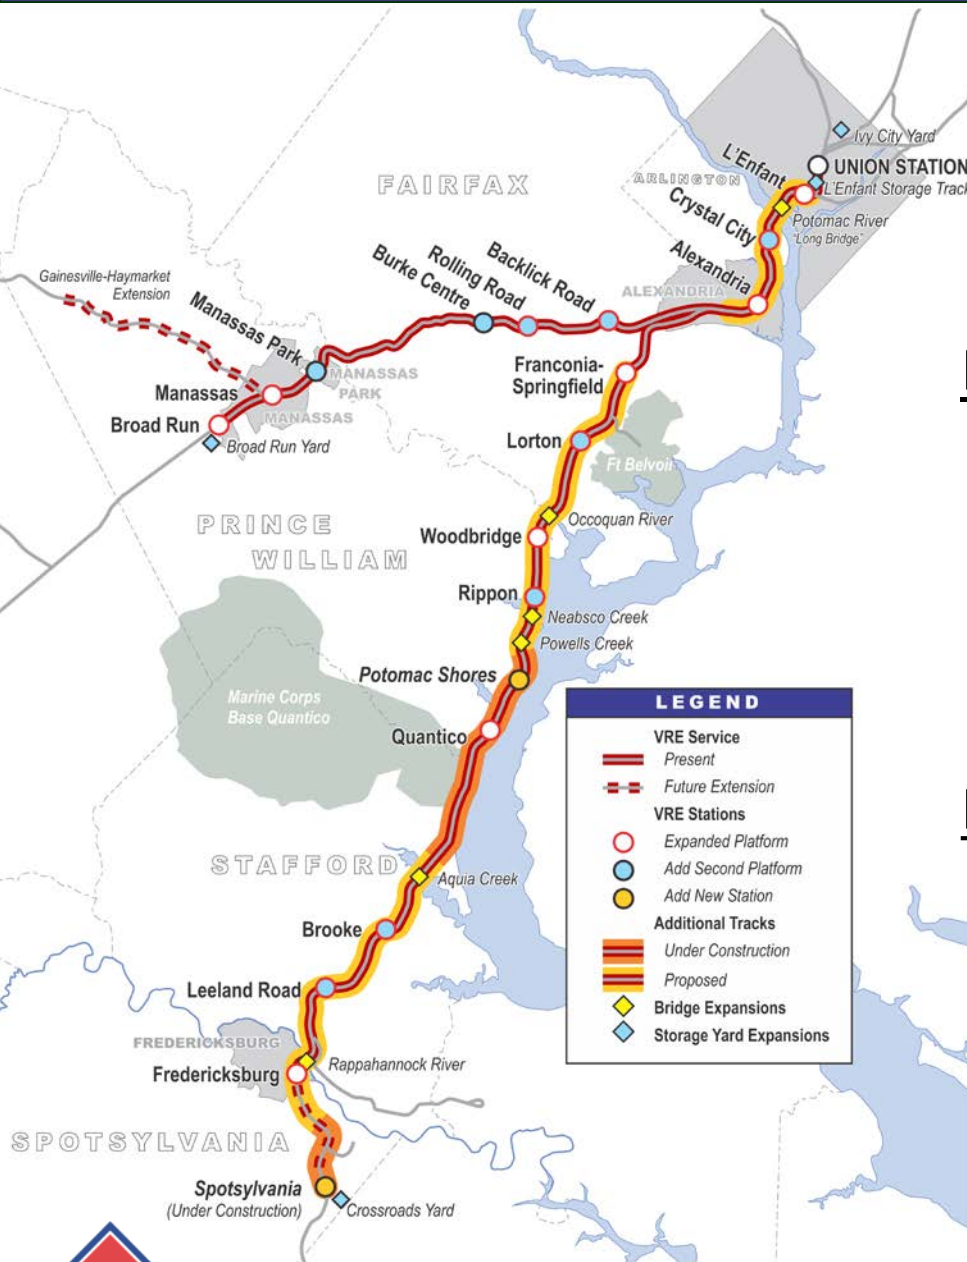 Ivy City Yard
UNION STATION
L'Enfant
L'Enfant Storage Track
ARLINGTON
FAIRFAX
Crystal City
Potomac River
"Long Bridge"
Alexandria
ALEXANDRIA
Backlick Road
Rolling Road
Burke Centre
Gainesville-Haymarket
Extension
Manassas Park
MANASSAS
PARK
Manassas
MANASSAS
Broad Run
Broad Run Yard
Franconia-
Springfield
Lorton
Ft Belvoir
PRINCE
WILLIAM
Occoquan River
Woodbridge
Rippon
Neabsco Creek
Powells Creek
Potomac Shores
Marine Corps
Base Quantico
Quantico
STAFFORD
Aquia Creek
Brooke
Leeland Road
FREDERICKSBURG
Rappahannock River
Fredericksburg
SPOTSYLVANIA
Spotsylvania
(Under Construction)
Crossroads Yard
LEGEND
VRE Service
Present
Future Extension
VRE Stations
Expanded Platform
Add Second Platform
Add New Station
Additional Tracks
Under Construction
Proposed
Bridge Expansions
Storage Yard Expansions